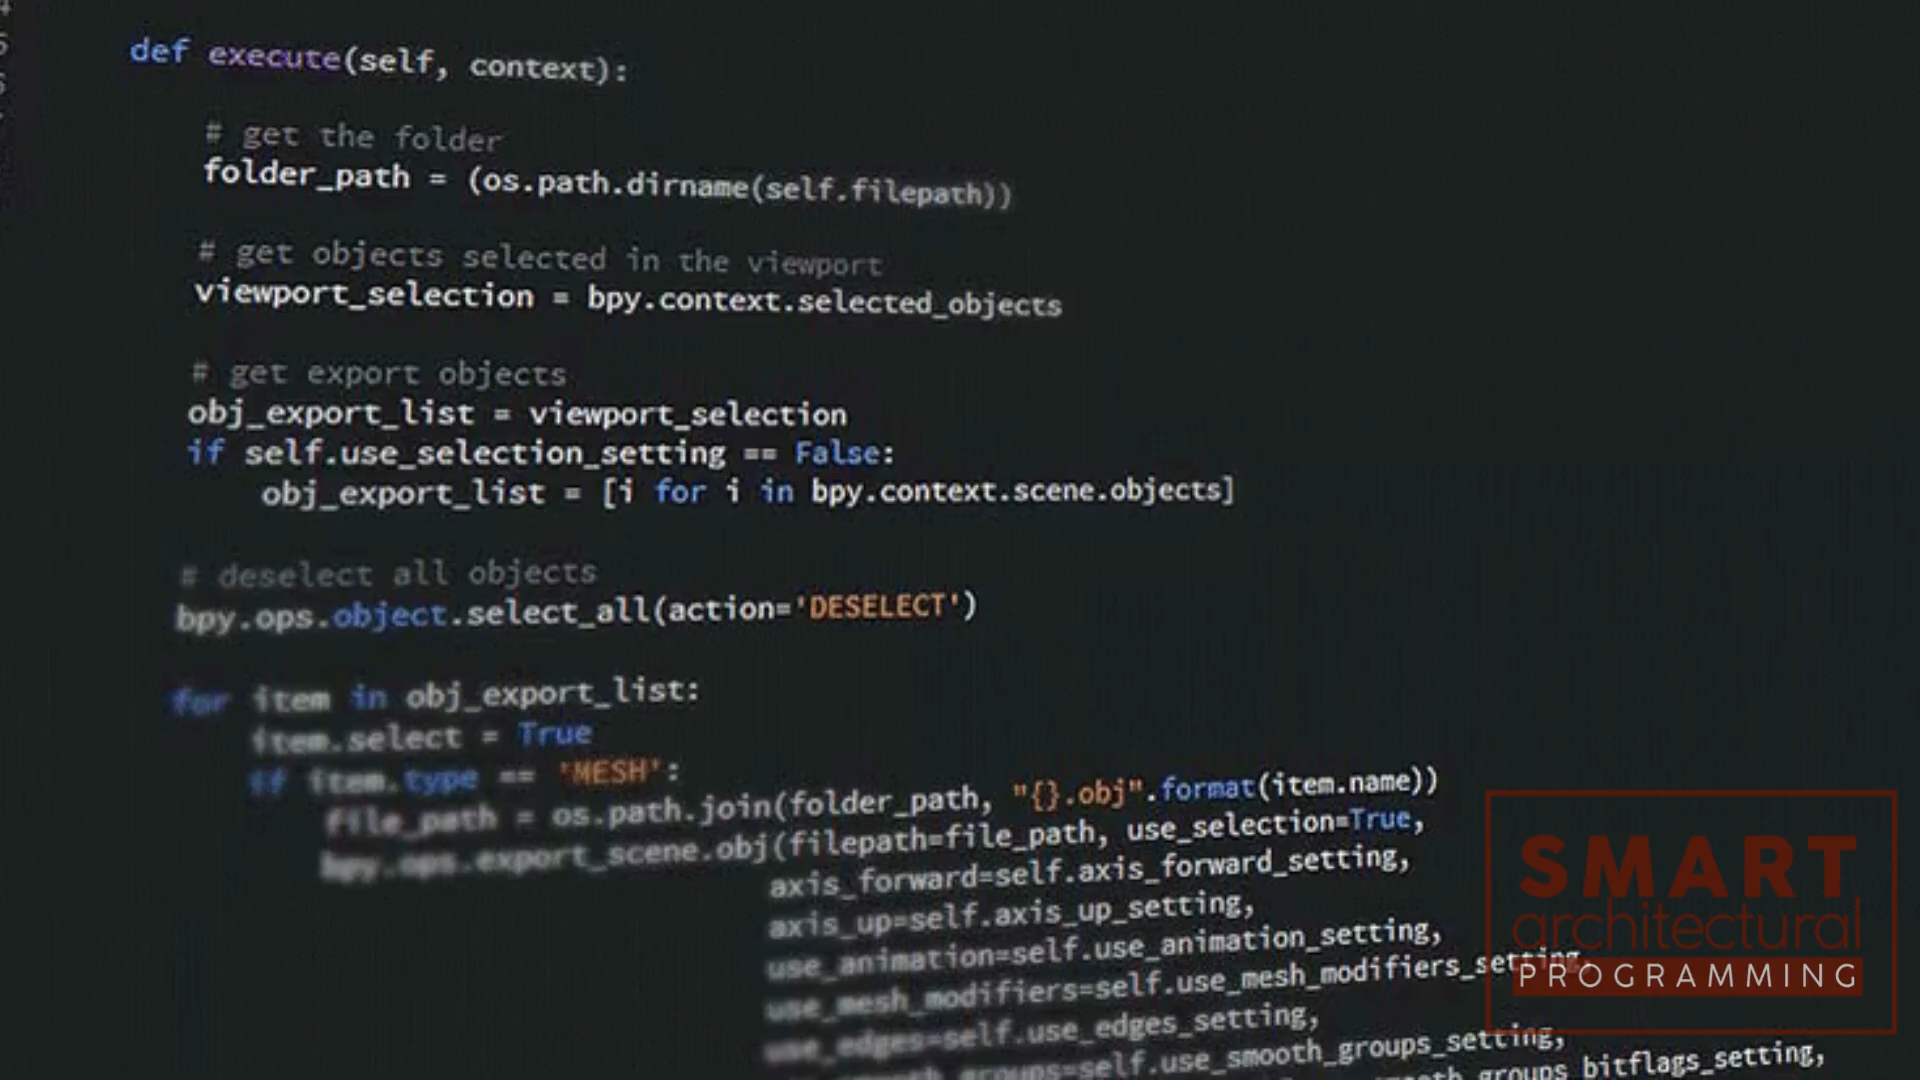 def execute(self, context):
# get the folder
folder_path = (os.path.dirname(self.filepath))
# get objects selected in the viewport
viewport_selection = bpy.context.selected_objects
# get export objects
obj_export_list = viewport_selection
if self.use_selection_setting == False:
obj_export_list = [i for i in bpy.context.scene.objects]
# deselect all objects
bpy.ops.object.select_all(action='DESELECT')
for item in obj_export_list:
item.select = True
if item.type == 'MESH':
file_path = os.path.join(folder_path, "{}.obj".format(item.name))
bpy.ops.export_scene.obj(filepath=file_path, use_selection=True,
axis_forward=self.axis_forward_setting,
axis_up=self.axis_up_setting,
use_animation=self.use_animation_setting,
use_mesh_modifiers=self.use_mesh_modifiers_setting,
use_edges=self.use_edges_setting,
groups=self.use_smooth_groups_setting,
groups_bitflags_setting,
SMART
architectural
PROGRAMMING